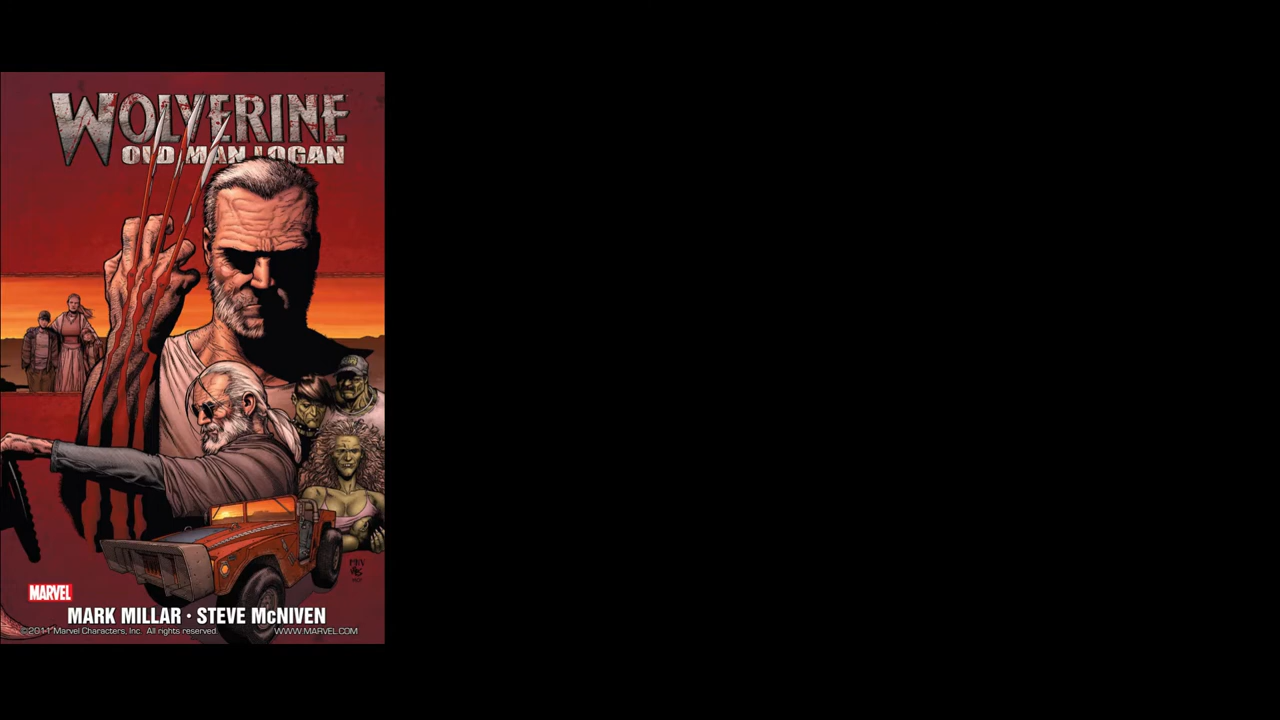 WOLVERINE
OLD MAN LOGAN
MARVEL
MARK MILLAR · STEVE McNIVEN
©2011 Marvel Characters, Inc. All rights reserved. WWW.MARVEL.COM